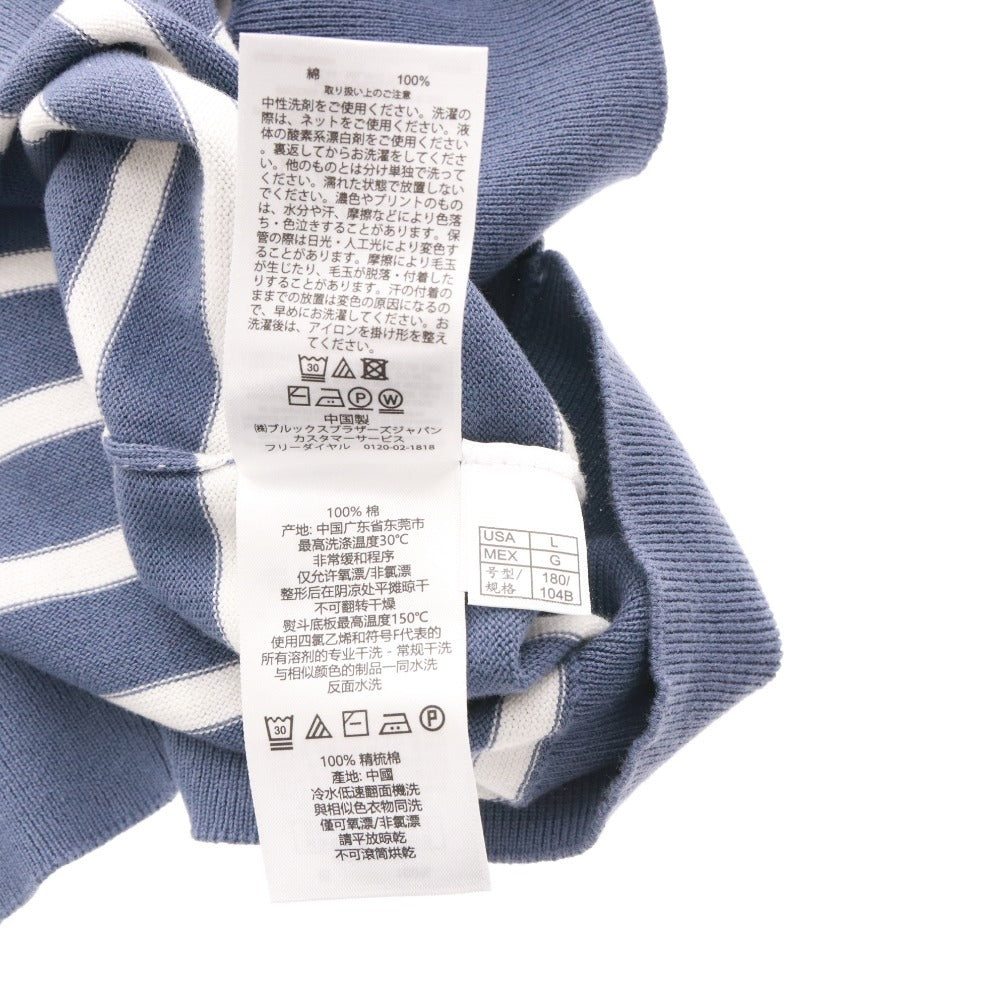 綿 100%
取り扱い上のご注意
中性洗剤をご使用ください。洗濯の
際は、ネットをご使用ください。液
体の酸素系漂白剤をご使用ください
。裏返してからお洗濯をしてくださ
い。他のものとは分け単独で洗って
ください。濡れた状態で放置しない
でください。濃色やプリントのもの
は、水分や汗、摩擦などにより色落
ち・色泣きすることがあります。保
管の際は日光・人工光により変色す
ることがあります。摩擦により毛玉
が生じたり、毛玉が脱落・付着した
りすることがあります。汗の付着の
ままでの放置は変色の原因になるの
で、早めにお洗濯してください。お
洗濯後は、アイロンを掛け形を整え
てください。
30
P W
中国製
㈱ブルックスブラザーズジャパン
カスタマーサービス
フリーダイヤル 0120-02-1818
100% 棉
产地: 中国广东省东莞市
最高洗涤温度30℃
非常缓和程序
仅允许氧漂/非氯漂
整形后在阴凉处平摊晾干
不可翻转干燥
熨斗底板最高温度150℃
使用四氯乙烯和符号F代表的
所有溶剂的专业干洗 - 常规干洗
与相似颜色的制品一同水洗
反面水洗
30 P
100% 精梳棉
產地: 中國
冷水低速翻面機洗
與相似色衣物同洗
僅可氧漂/非氯漂
請平放晾乾
不可滾筒烘乾
USA L
MEX G
号型/ 180/
规格 104B